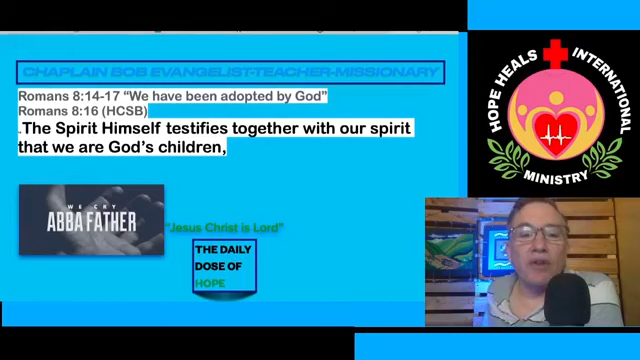 CHAPLAIN BOB EVANGELIST-TEACHER-MISSIONARY
Romans 8:14-17 “We have been adopted by God”
Romans 8:16 (HCSB)
.The Spirit Himself testifies together with our spirit
that we are God’s children,
WE CRY
ABBA FATHER
"Jesus Christ is Lord"
THE DAILY
DOSE OF
HOPE
HOPE HEALS INTERNATIONAL
MINISTRY